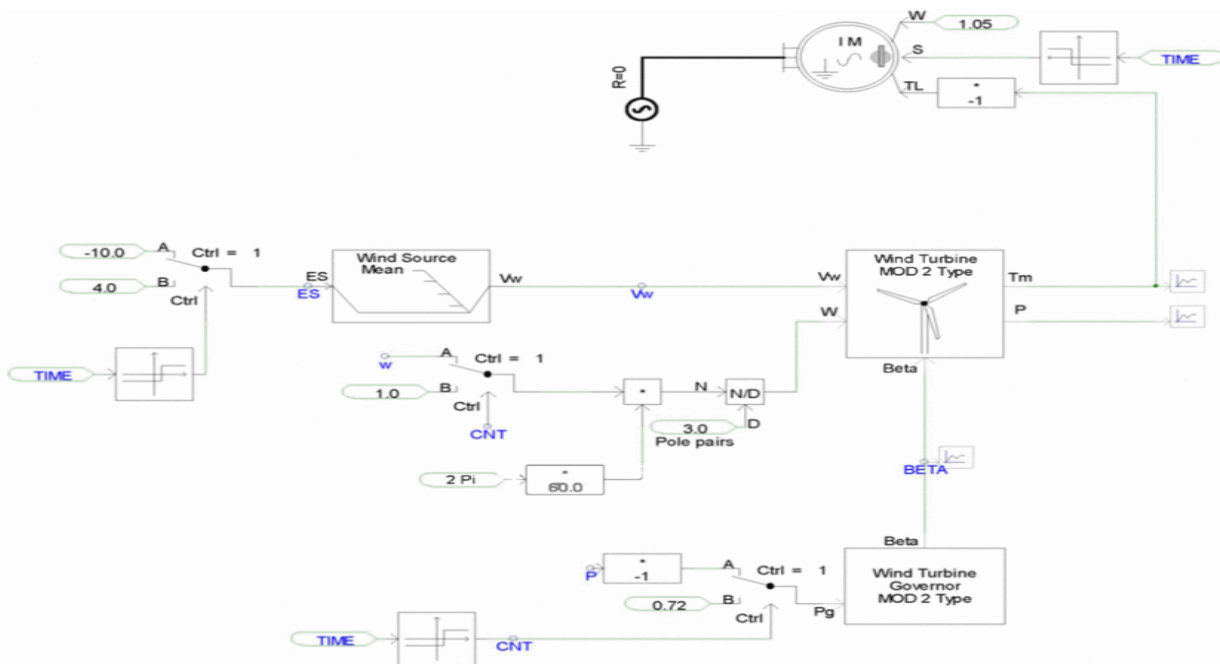 W
1.05
I M
S
TIME
R=0
TL
*
-1
-10.0
A
Ctrl = 1
B
4.0
Ctrl
TIME
ES
ES
Wind Source
Mean
Vw
Vw
Vw
W
Wind Turbine
MOD 2 Type
Tm
P
Beta
w
A
Ctrl = 1
B
1.0
Ctrl
CNT
*
N
N/D
3.0
D
Pole pairs
2 Pi
*
60.0
BETA
Beta
P
*
-1
A
Ctrl = 1
B
0.72
Ctrl
Pg
Wind Turbine
Governor
MOD 2 Type
TIME
CNT